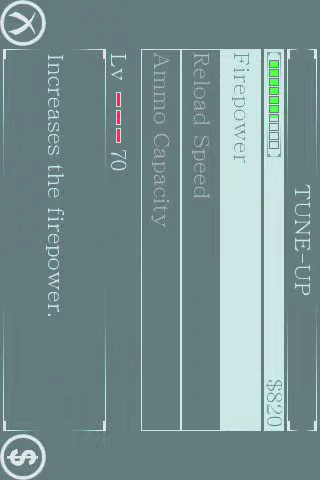 TUNE-UP
$820
Firepower
Reload Speed
Ammo Capacity
Lv --- 70
Increases the firepower.
X
$